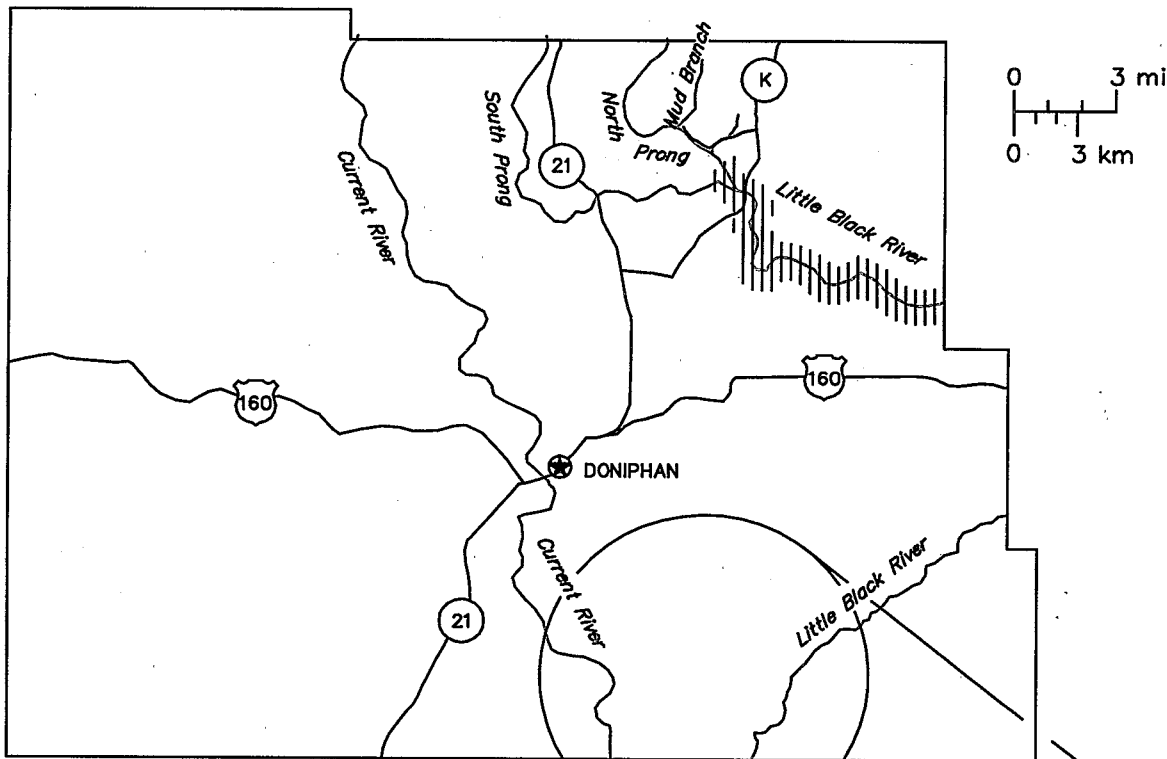 Mud Branch
K
0 3 mi
0 3 km
South Prong
North
Prong
21
Current River
Little Black River
160
160
DONIPHAN
Current River
Little Black River
21